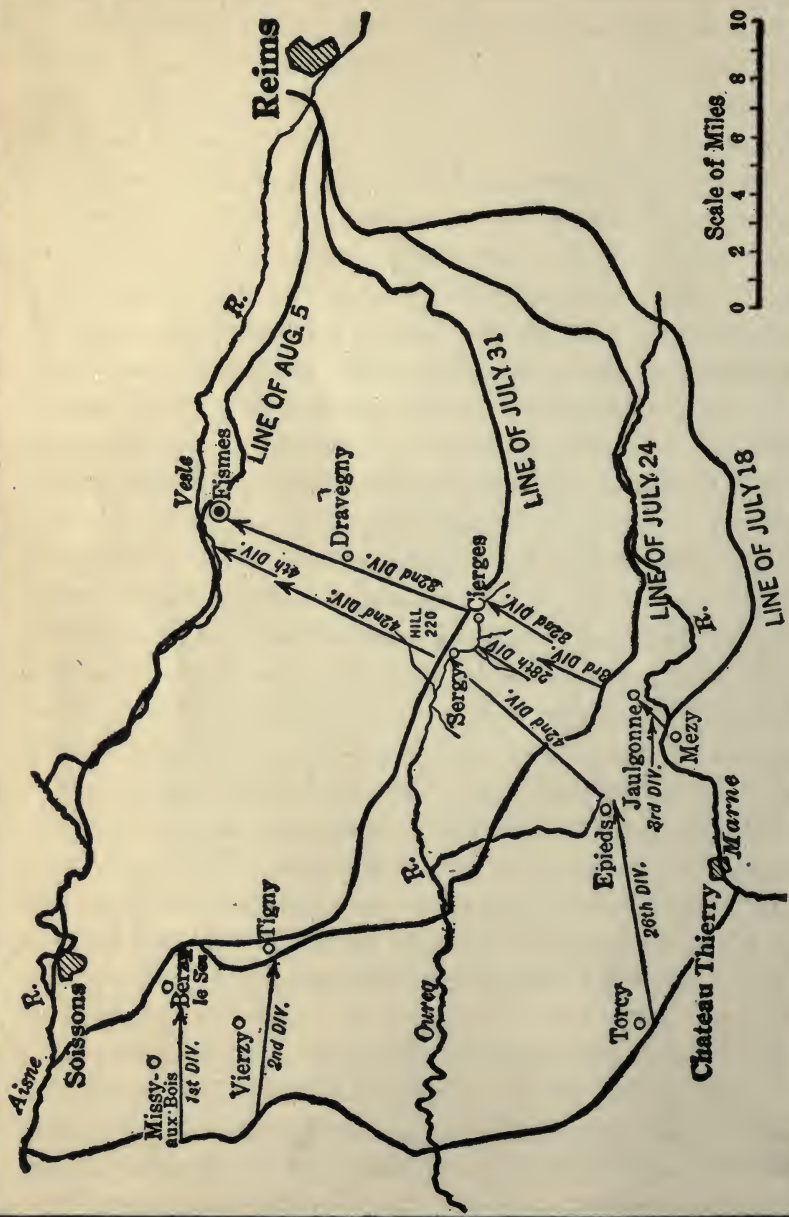 Aisne
R.
Soissons
Missy-
aux Bois
1st DIV.
Berzy
le Sec
Vierzy
2nd DIV.
Tigny
Vesle
R.
Fismes
Reims
LINE OF AUG. 5
Dravegny
4th DIV.
32nd DIV.
42nd DIV.
HILL
220
Cierges
Sergy
28th DIV.
3rd DIV.
32nd DIV.
42nd DIV.
LINE OF JULY 31
Ourcq
R.
LINE OF JULY 24
LINE OF JULY 18
Torcy
26th DIV.
Epieds
Jaulgonne
3rd DIV.
Mezy
R.
Chateau Thierry
Marne
Scale of Miles
0 2 4 6 8 10